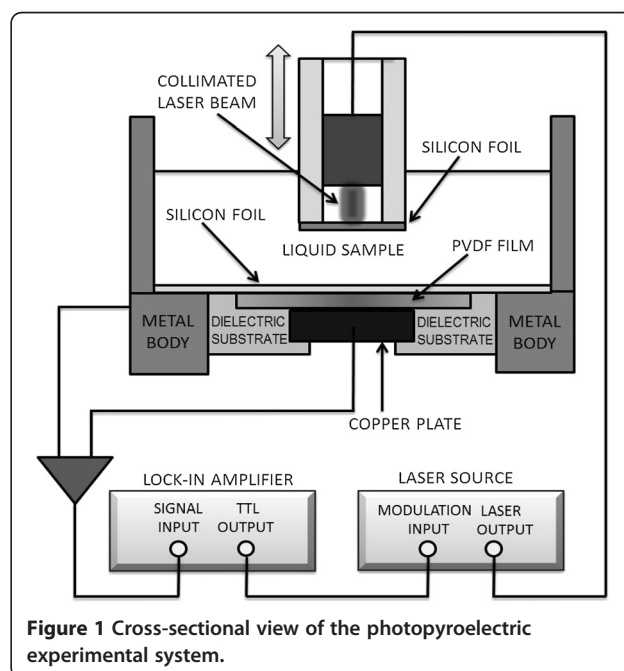 COLLIMATED
LASER BEAM
SILICON FOIL
SILICON FOIL
LIQUID SAMPLE
PVDF FILM
METAL
BODY
DIELECTRIC
SUBSTRATE
DIELECTRIC
SUBSTRATE
METAL
BODY
COPPER PLATE
LOCK-IN AMPLIFIER
LASER SOURCE
SIGNAL
INPUT
TTL
OUTPUT
MODULATION
INPUT
LASER
OUTPUT
Figure 1 Cross-sectional view of the photopyroelectric
experimental system.